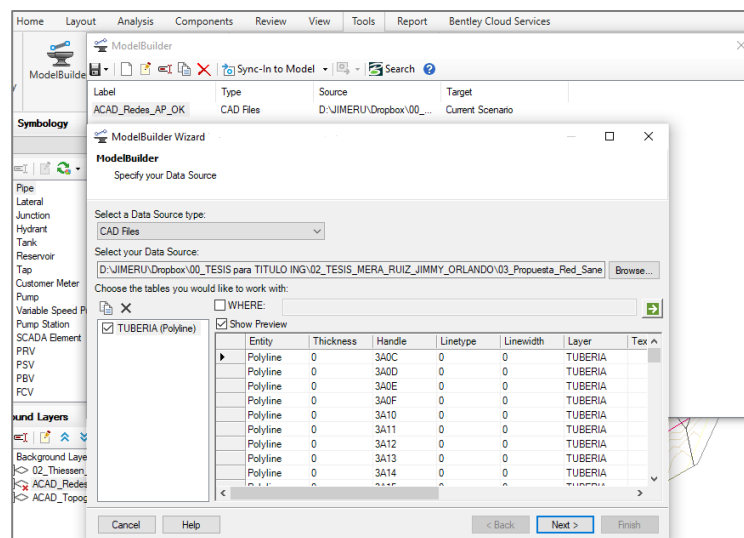 Home Layout Analysis Components Review View Tools Report Bentley Cloud Services
ModelBuilder
ModelBuilde
Sync-In to Model Search
Label Type Source Target
ACAD_Redes_AP_OK CAD Files D:\JIMERU\Dropbox\00_... Current Scenario
Symbology
ModelBuilder Wizard
ModelBuilder
Specify your Data Source
Pipe
Lateral
Junction
Hydrant
Tank
Reservoir
Tap
Customer Meter
Pump
Variable Speed P
Pump Station
SCADA Element
PRV
PSV
PBV
FCV
Select a Data Source type:
CAD Files
Select your Data Source:
D:\JIMERU\Dropbox\00_TESIS para TITULO ING\02_TESIS_MERA_RUIZ_JIMMY_ORLANDO\03_Propuesta_Red_Sane Browse...
Choose the tables you would like to work with:
WHERE:
TUBERIA (Polyline)
Show Preview
Entity Thickness Handle Linetype Linewidth Layer Tex
Polyline 0 3A0C 0 0 TUBERIA
Polyline 0 3A0D 0 0 TUBERIA
Polyline 0 3A0E 0 0 TUBERIA
Polyline 0 3A0F 0 0 TUBERIA
Polyline 0 3A10 0 0 TUBERIA
Polyline 0 3A11 0 0 TUBERIA
Polyline 0 3A12 0 0 TUBERIA
Polyline 0 3A13 0 0 TUBERIA
Polyline 0 3A14 0 0 TUBERIA
und Layers
Background Laye
02_Thiessen_
ACAD_Redes
ACAD_Topog
Cancel Help < Back Next > Finish